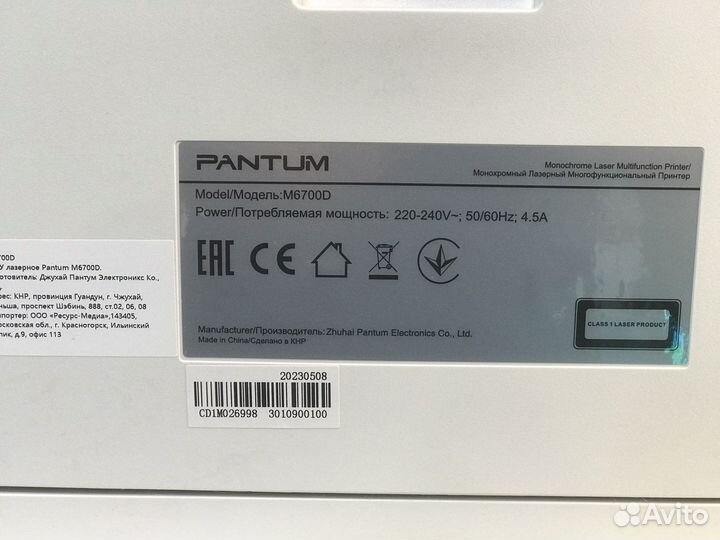 PANTUM
Monochrome Laser Multifunction Printer/
Монохромный Лазерный Многофункциональный Принтер
Model/Модель:M6700D
Power/Потребляемая мощность: 220-240V~; 50/60Hz; 4.5A
EAC CE
Manufacturer/Производитель: Zhuhai Pantum Electronics Co., Ltd.
Made in China/Сделано в КНР
CLASS 1 LASER PRODUCT
700D
У лазерное Pantum M6700D.
готовитель: Джухай Пантум Электроникс Ко.,
рес: КНР, провинция Гуандун, г. Чжухай,
ньша, проспект Шэбинь, 888, ст.02, 06, 08
мпортер: ООО «Ресурс-Медиа»,143405,
сковская обл., г. Красногорск, Ильинский
пик, д.9, офис 113
20230508
CD1M026998 3010900100
Avito